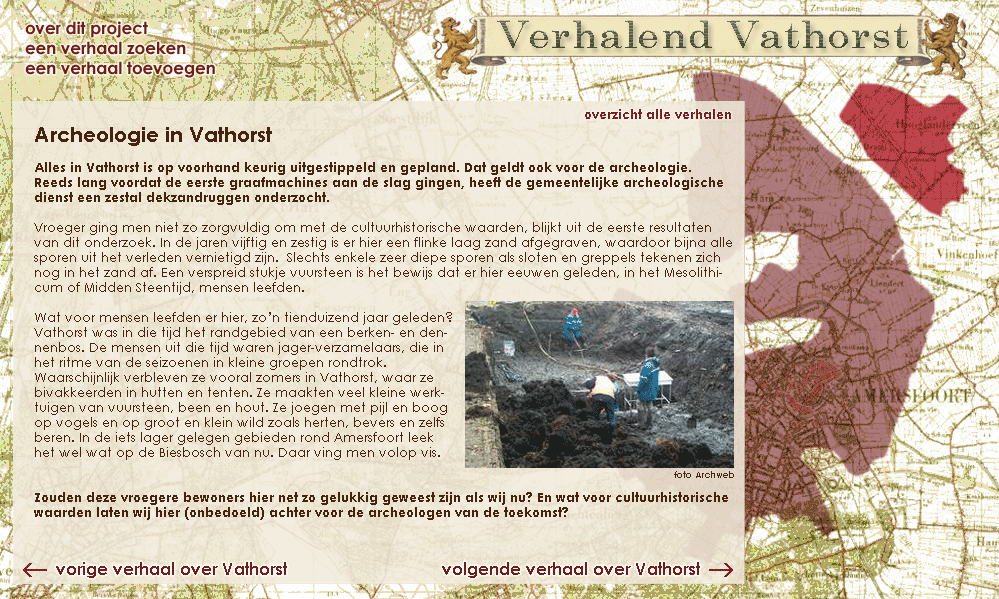 over dit project
een verhaal zoeken
een verhaal toevoegen
Verhalend Vathorst
overzicht alle verhalen
Archeologie in Vathorst
Alles in Vathorst is op voorhand keurig uitgestippeld en gepland. Dat geldt ook voor de archeologie.
Reeds lang voordat de eerste graafmachines aan de slag gingen, heeft de gemeentelijke archeologische
dienst een zestal dekzandruggen onderzocht.
Vroeger ging men niet zo zorgvuldig om met de cultuurhistorische waarden, blijkt uit de eerste resultaten
van dit onderzoek. In de jaren vijftig en zestig is er hier een flinke laag zand afgegraven, waardoor bijna alle
sporen uit het verleden vernietigd zijn. Slechts enkele zeer diepe sporen als sloten en greppels tekenen zich
nog in het zand af. Een verspreid stukje vuursteen is het bewijs dat er hier eeuwen geleden, in het Mesolithi-
cum of Midden Steentijd, mensen leefden.
Wat voor mensen leefden er hier, zo'n tienduizend jaar geleden?
Vathorst was in die tijd het randgebied van een berken- en den-
nenbos. De mensen uit die tijd waren jager-verzamelaars, die in
het ritme van de seizoenen in kleine groepen rondtrok.
Waarschijnlijk verbleven ze vooral zomers in Vathorst, waar ze
bivakkeerden in hutten en tenten. Ze maakten veel kleine werk-
tuigen van vuursteen, been en hout. Ze joegen met pijl en boog
op vogels en op groot en klein wild zoals herten, bevers en zelfs
beren. In de iets lager gelegen gebieden rond Amersfoort leek
het wel wat op de Biesbosch van nu. Daar ving men volop vis.
foto Archweb
Zouden deze vroegere bewoners hier net zo gelukkig geweest zijn als wij nu? En wat voor cultuurhistorische
waarden laten wij hier (onbedoeld) achter voor de archeologen van de toekomst?
← vorige verhaal over Vathorst
volgende verhaal over Vathorst →
Zevenhuizen
Hooglanderveen
Vinkenhoef
Liendert
AMERSFOORT